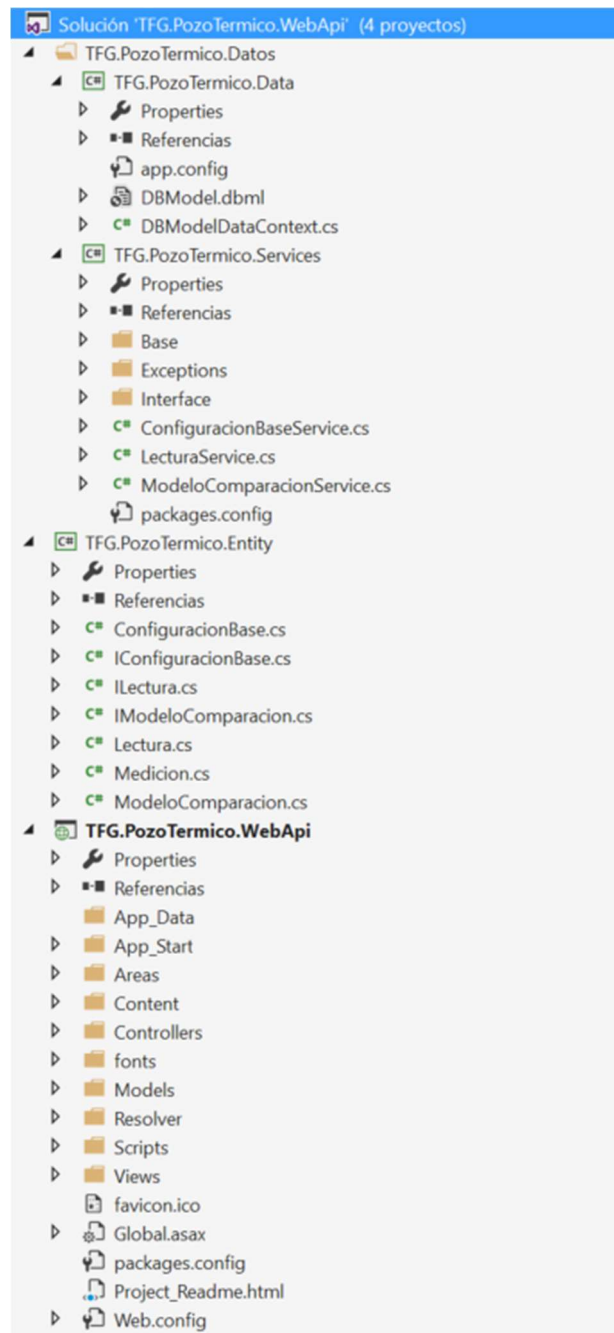 Solución 'TFG.PozoTermico.WebApi' (4 proyectos)
TFG.PozoTermico.Datos
C# TFG.PozoTermico.Data
Properties
Referencias
app.config
DBModel.dbml
C# DBModelDataContext.cs
C# TFG.PozoTermico.Services
Properties
Referencias
Base
Exceptions
Interface
C# ConfiguracionBaseService.cs
C# LecturaService.cs
C# ModeloComparacionService.cs
packages.config
C# TFG.PozoTermico.Entity
Properties
Referencias
C# ConfiguracionBase.cs
C# IConfiguracionBase.cs
C# ILectura.cs
C# IModeloComparacion.cs
C# Lectura.cs
C# Medicion.cs
C# ModeloComparacion.cs
TFG.PozoTermico.WebApi
Properties
Referencias
App_Data
App_Start
Areas
Content
Controllers
fonts
Models
Resolver
Scripts
Views
favicon.ico
Global.asax
packages.config
Project_Readme.html
Web.config